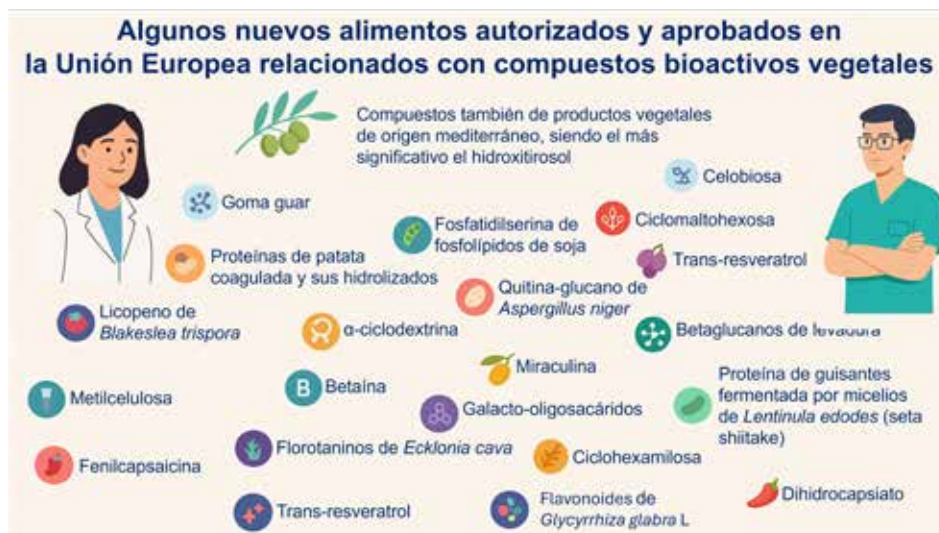 Algunos nuevos alimentos autorizados y aprobados en
la Unión Europea relacionados con compuestos bioactivos vegetales
Compuestos también de productos vegetales
de origen mediterráneo, siendo el más
significativo el hidroxitirosol
Celobiosa
Goma guar
Ciclomaltohexosa
Fosfatidilserina de
fosfolípidos de soja
Proteínas de patata
coagulada y sus hidrolizados
Trans-resveratrol
Quitina-glucano de
Aspergillus niger
Licopeno de
Blakeslea trispora
α-ciclodextrina
Betaglucanos de levadura
Miraculina
B
Betaína
Metilcelulosa
Proteína de guisantes
fermentada por micelios
de Lentinula edodes (seta
shiitake)
Galacto-oligosacáridos
Florotaninos de Ecklonia cava
Fenilcapsaicina
Ciclohexamilosa
Dihidrocapsiato
Trans-resveratrol
Flavonoides de
Glycyrrhiza glabra L